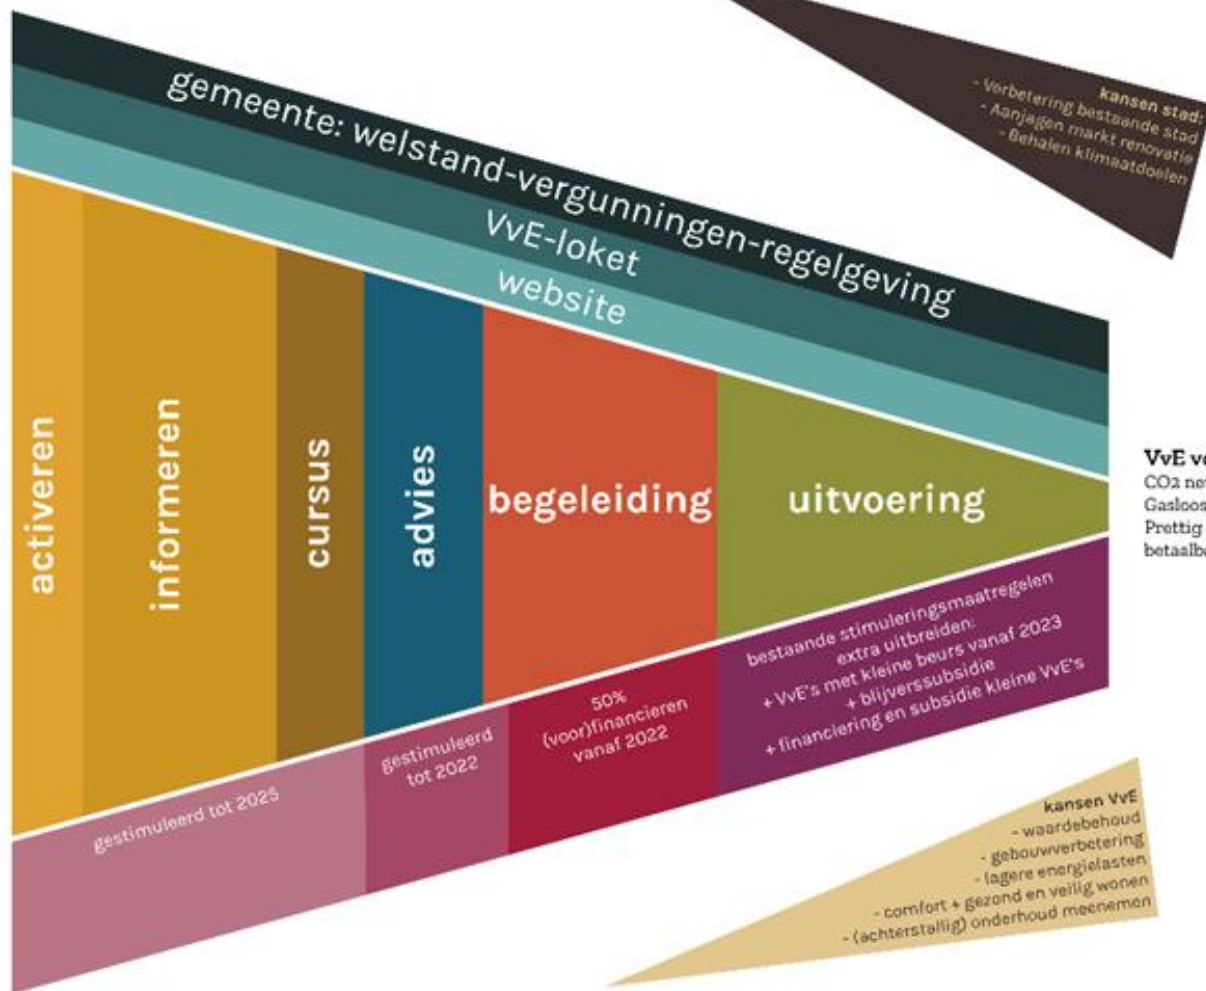 kansen stad:
- Verbetering bestaande stad
- Aanjagen markt renovatie
- Behalen klimaatdoelen
gemeente: welstand-vergunningen-regelgeving
VvE-loket
website
activeren
informeren
cursus
advies
begeleiding
uitvoering
VvE
CO2
Gasloos
Prettig
gestimuleerd tot 2025
gestimuleerd
tot 2022
50%
(voor)financieren
vanaf 2022
bestaande stimuleringsmaatregelen
extra uitbreiden:
+ VvE's met kleine beurs vanaf 2023
+ blijverssubsidie
+ financiering en subsidie kleine VvE's
kansen VvE
- waardebehoud
- gebouwverbetering
- lagere energielasten
- comfort + gezond en veilig wonen
- (achterstallig) onderhoud meenemen